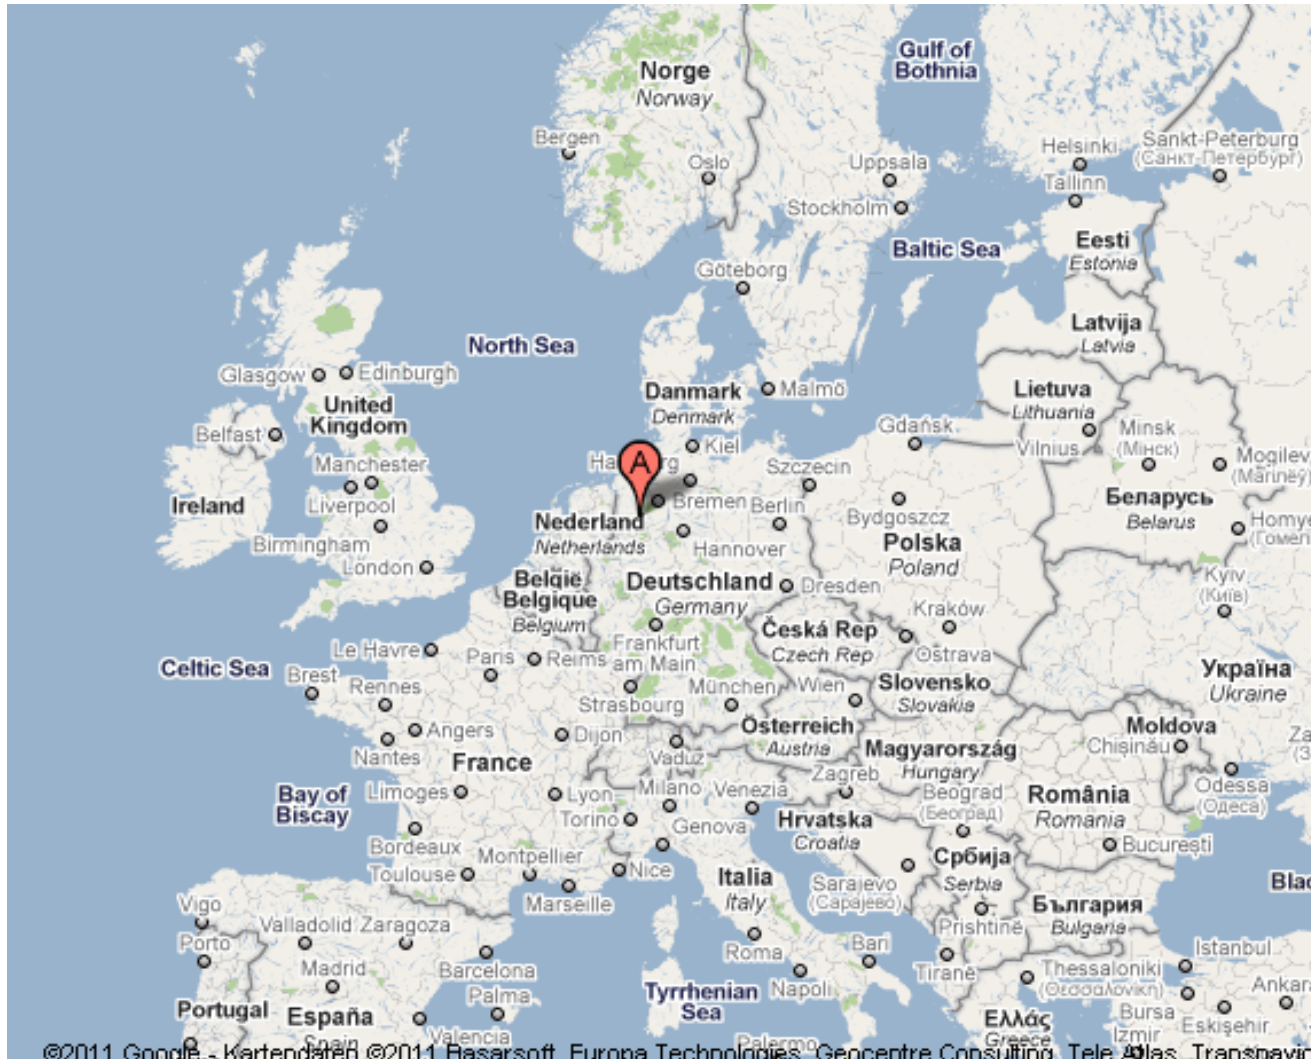 Gulf of
Bothnia
Norge
Norway
Bergen
Oslo
Uppsala
Stockholm
Helsinki
Sankt-Peterburg
(Санкт-Петербург)
Tallinn
Baltic Sea
Eesti
Estonia
Göteborg
Latvija
Latvia
North Sea
Glasgow
Edinburgh
Danmark
Denmark
Malmö
Lietuva
Lithuania
United
Kingdom
Belfast
Kiel
Gdańsk
Vilnius
Minsk
(Мінск)
Manchester
A
Szczecin
Ireland
Liverpool
Bremen
Berlin
Bydgoszcz
Беларусь
Belarus
Nederland
Netherlands
Birmingham
Hannover
Polska
Poland
London
België
Belgique
Belgium
Deutschland
Germany
Dresden
Kyiv
(Київ)
Kraków
Česká Rep
Czech Rep
Le Havre
Paris
Reims
Frankfurt
am Main
Ostrava
Celtic Sea
Brest
Rennes
Strasbourg
München
Wien
Slovensko
Slovakia
Україна
Ukraine
Angers
Dijon
Österreich
Austria
Moldova
Chișinău
Nantes
France
Vaduz
Magyarország
Hungary
Bay of
Biscay
Limoges
Lyon
Milano
Venezia
Zagreb
Beograd
(Београд)
România
Romania
Odessa
(Одеса)
Torino
Genova
Hrvatska
Croatia
Bordeaux
Montpellier
București
Toulouse
Nice
Marseille
Italia
Italy
Sarajevo
(Сарајево)
Србија
Serbia
Vigo
Valladolid
Zaragoza
Prishtinë
България
Bulgaria
Porto
Roma
Bari
Istanbul
Madrid
Barcelona
Tiranë
Thessaloniki
(Θεσσαλονίκη)
Portugal
España
Spain
Palma
Valencia
Tyrrhenian
Sea
Napoli
Palermo
Ελλάς
Greece
Bursa
Izmir
Eskişehir
©2011 Google - Kartendaten ©2011 Basarsoft, Europa Technologies, Geocentre Consulting, Tele Atlas,